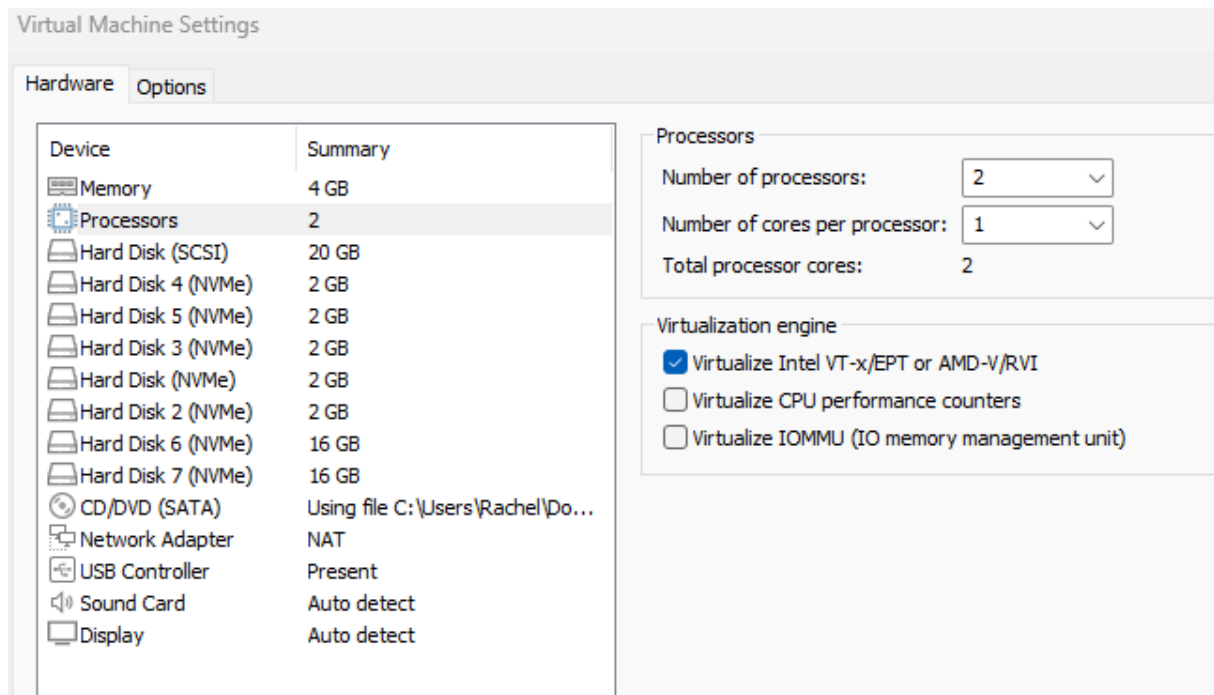 Virtual Machine Settings
Hardware Options
Device Summary
Memory 4 GB
Processors 2
Hard Disk (SCSI) 20 GB
Hard Disk 4 (NVMe) 2 GB
Hard Disk 5 (NVMe) 2 GB
Hard Disk 3 (NVMe) 2 GB
Hard Disk (NVMe) 2 GB
Hard Disk 2 (NVMe) 2 GB
Hard Disk 6 (NVMe) 16 GB
Hard Disk 7 (NVMe) 16 GB
CD/DVD (SATA) Using file C:\Users\Rachel\Do...
Network Adapter NAT
USB Controller Present
Sound Card Auto detect
Display Auto detect
Processors
Number of processors: 2
Number of cores per processor: 1
Total processor cores: 2
Virtualization engine
Virtualize Intel VT-x/EPT or AMD-V/RVI
Virtualize CPU performance counters
Virtualize IOMMU (IO memory management unit)